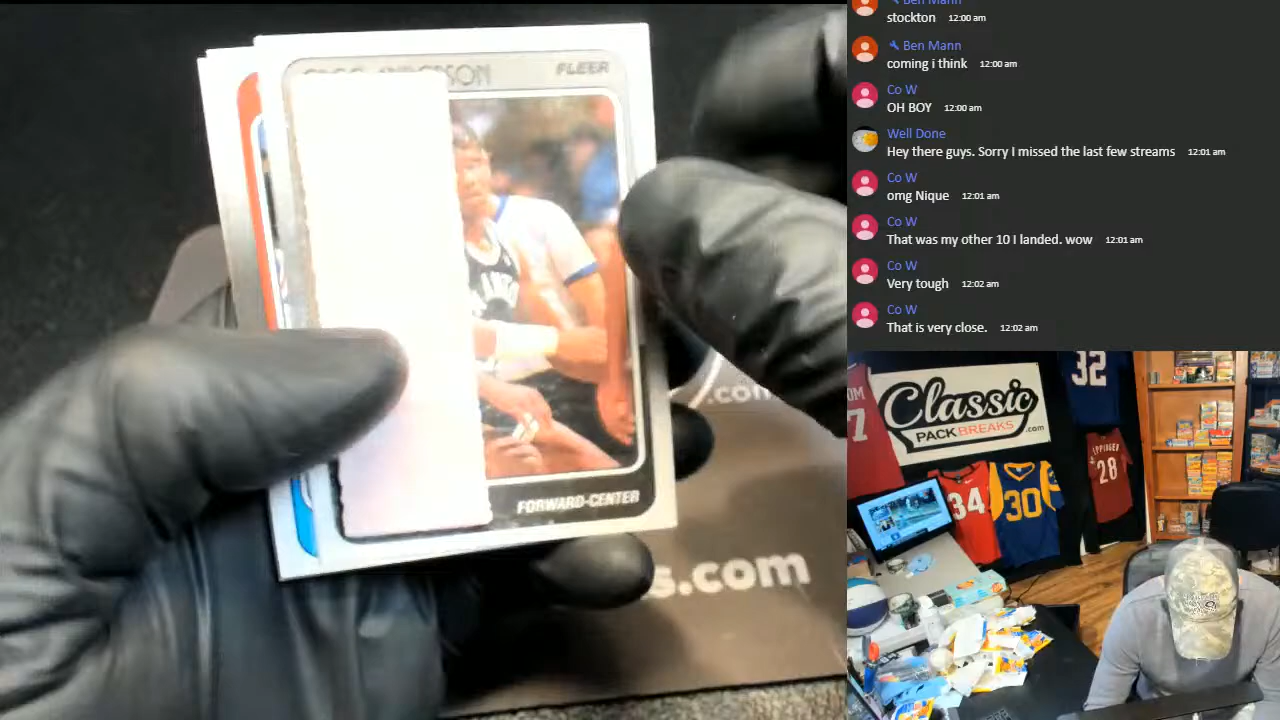 FLEER
FORWARD-CENTER
.com
s.com
Ben Mann
stockton 12:00 am
Ben Mann
coming i think 12:00 am
Co W
OH BOY 12:00 am
Well Done
Hey there guys. Sorry I missed the last few streams 12:01 am
Co W
omg Nique 12:01 am
Co W
That was my other 10 I landed. wow 12:01 am
Co W
Very tough 12:02 am
Co W
That is very close. 12:02 am
Classic
PACKBREAKS.com
32
7
34
30
28